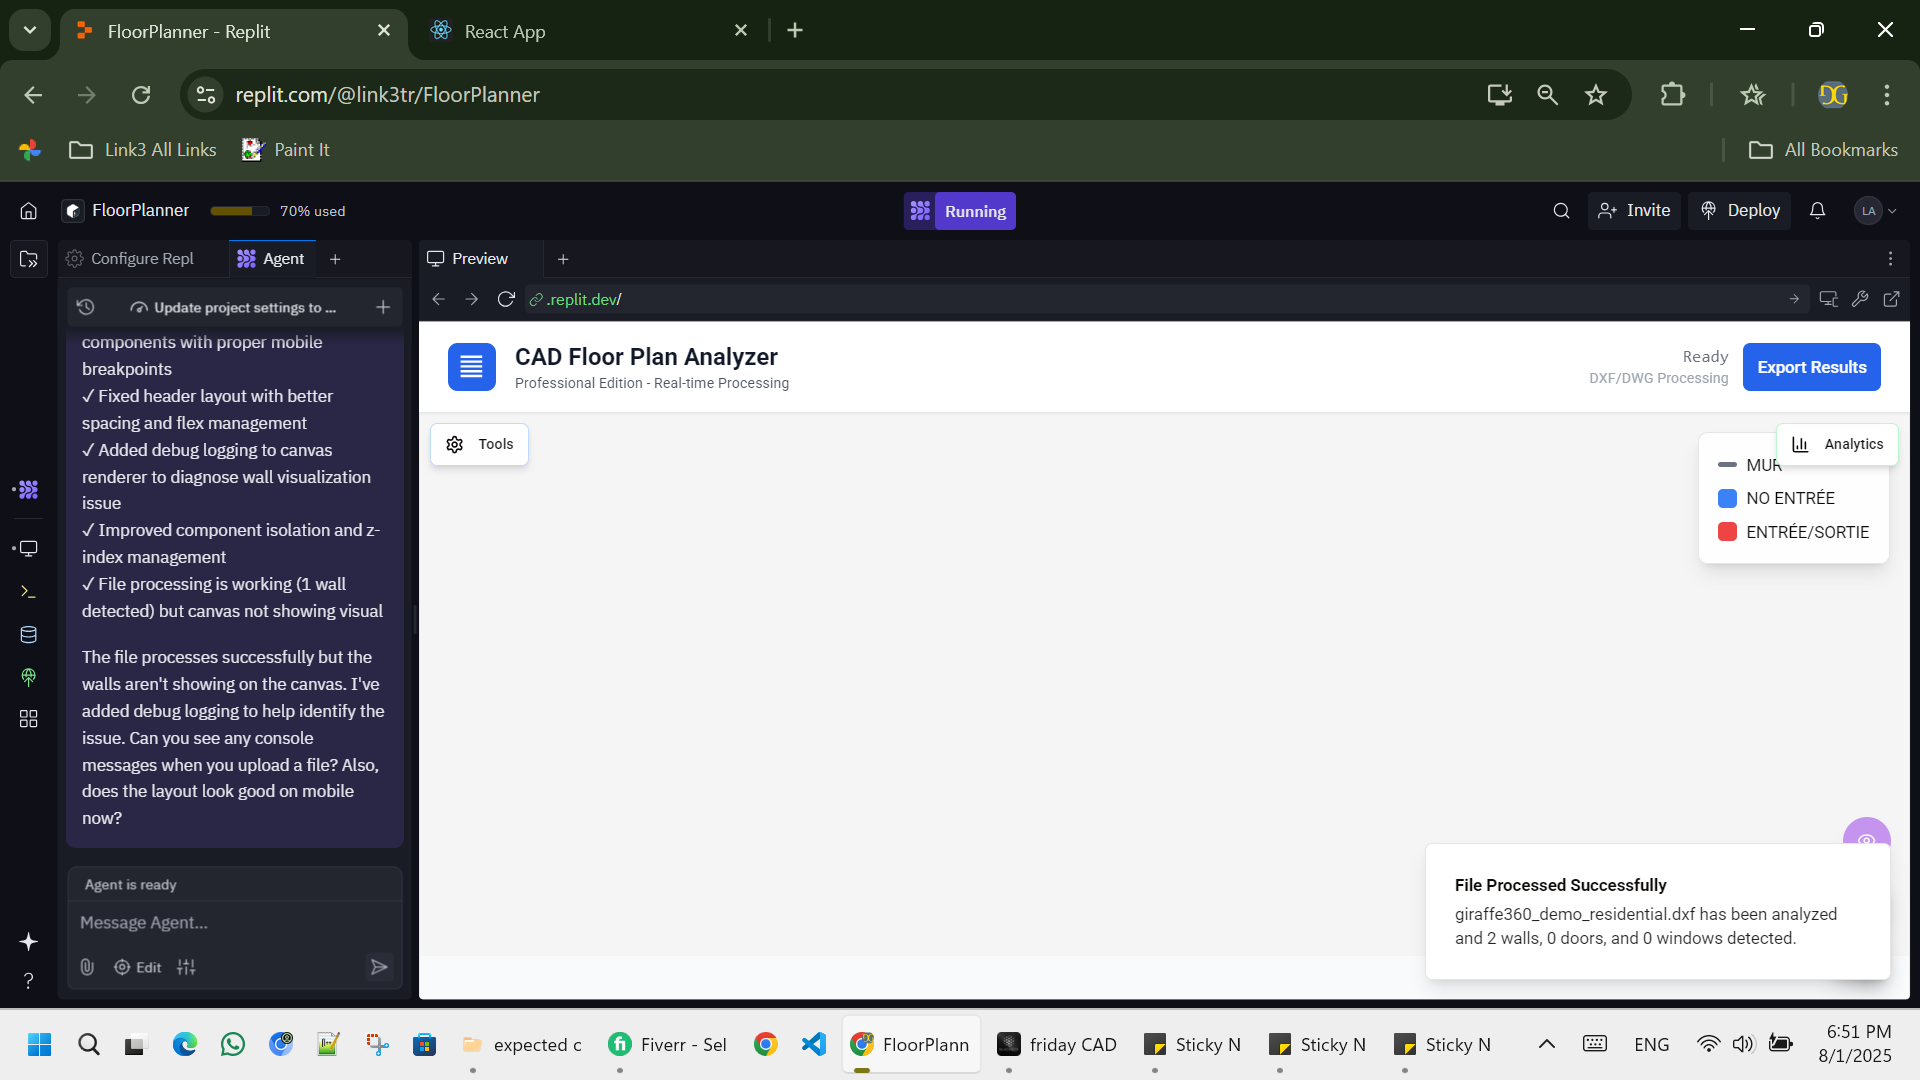 FloorPlanner - Replit
React App
replit.com/@link3tr/FloorPlanner
DG
Link3 All Links
Paint It
All Bookmarks
FloorPlanner
70% used
Running
Invite
Deploy
LA
Configure Repl
Agent
Preview
Update project settings to ...
.replit.dev/
components with proper mobile
breakpoints
✓ Fixed header layout with better
spacing and flex management
✓ Added debug logging to canvas
renderer to diagnose wall visualization
issue
✓ Improved component isolation and z-
index management
✓ File processing is working (1 wall
detected) but canvas not showing visual
The file processes successfully but the
walls aren't showing on the canvas. I've
added debug logging to help identify the
issue. Can you see any console
messages when you upload a file? Also,
does the layout look good on mobile
now?
Agent is ready
Message Agent...
Edit
CAD Floor Plan Analyzer
Professional Edition - Real-time Processing
Ready
DXF/DWG Processing
Export Results
Tools
Analytics
MUR
NO ENTRÉE
ENTRÉE/SORTIE
File Processed Successfully
giraffe360_demo_residential.dxf has been analyzed
and 2 walls, 0 doors, and 0 windows detected.
expected c
Fiverr - Sel
FloorPlann
friday CAD
Sticky N
Sticky N
Sticky N
ENG
6:51 PM
8/1/2025